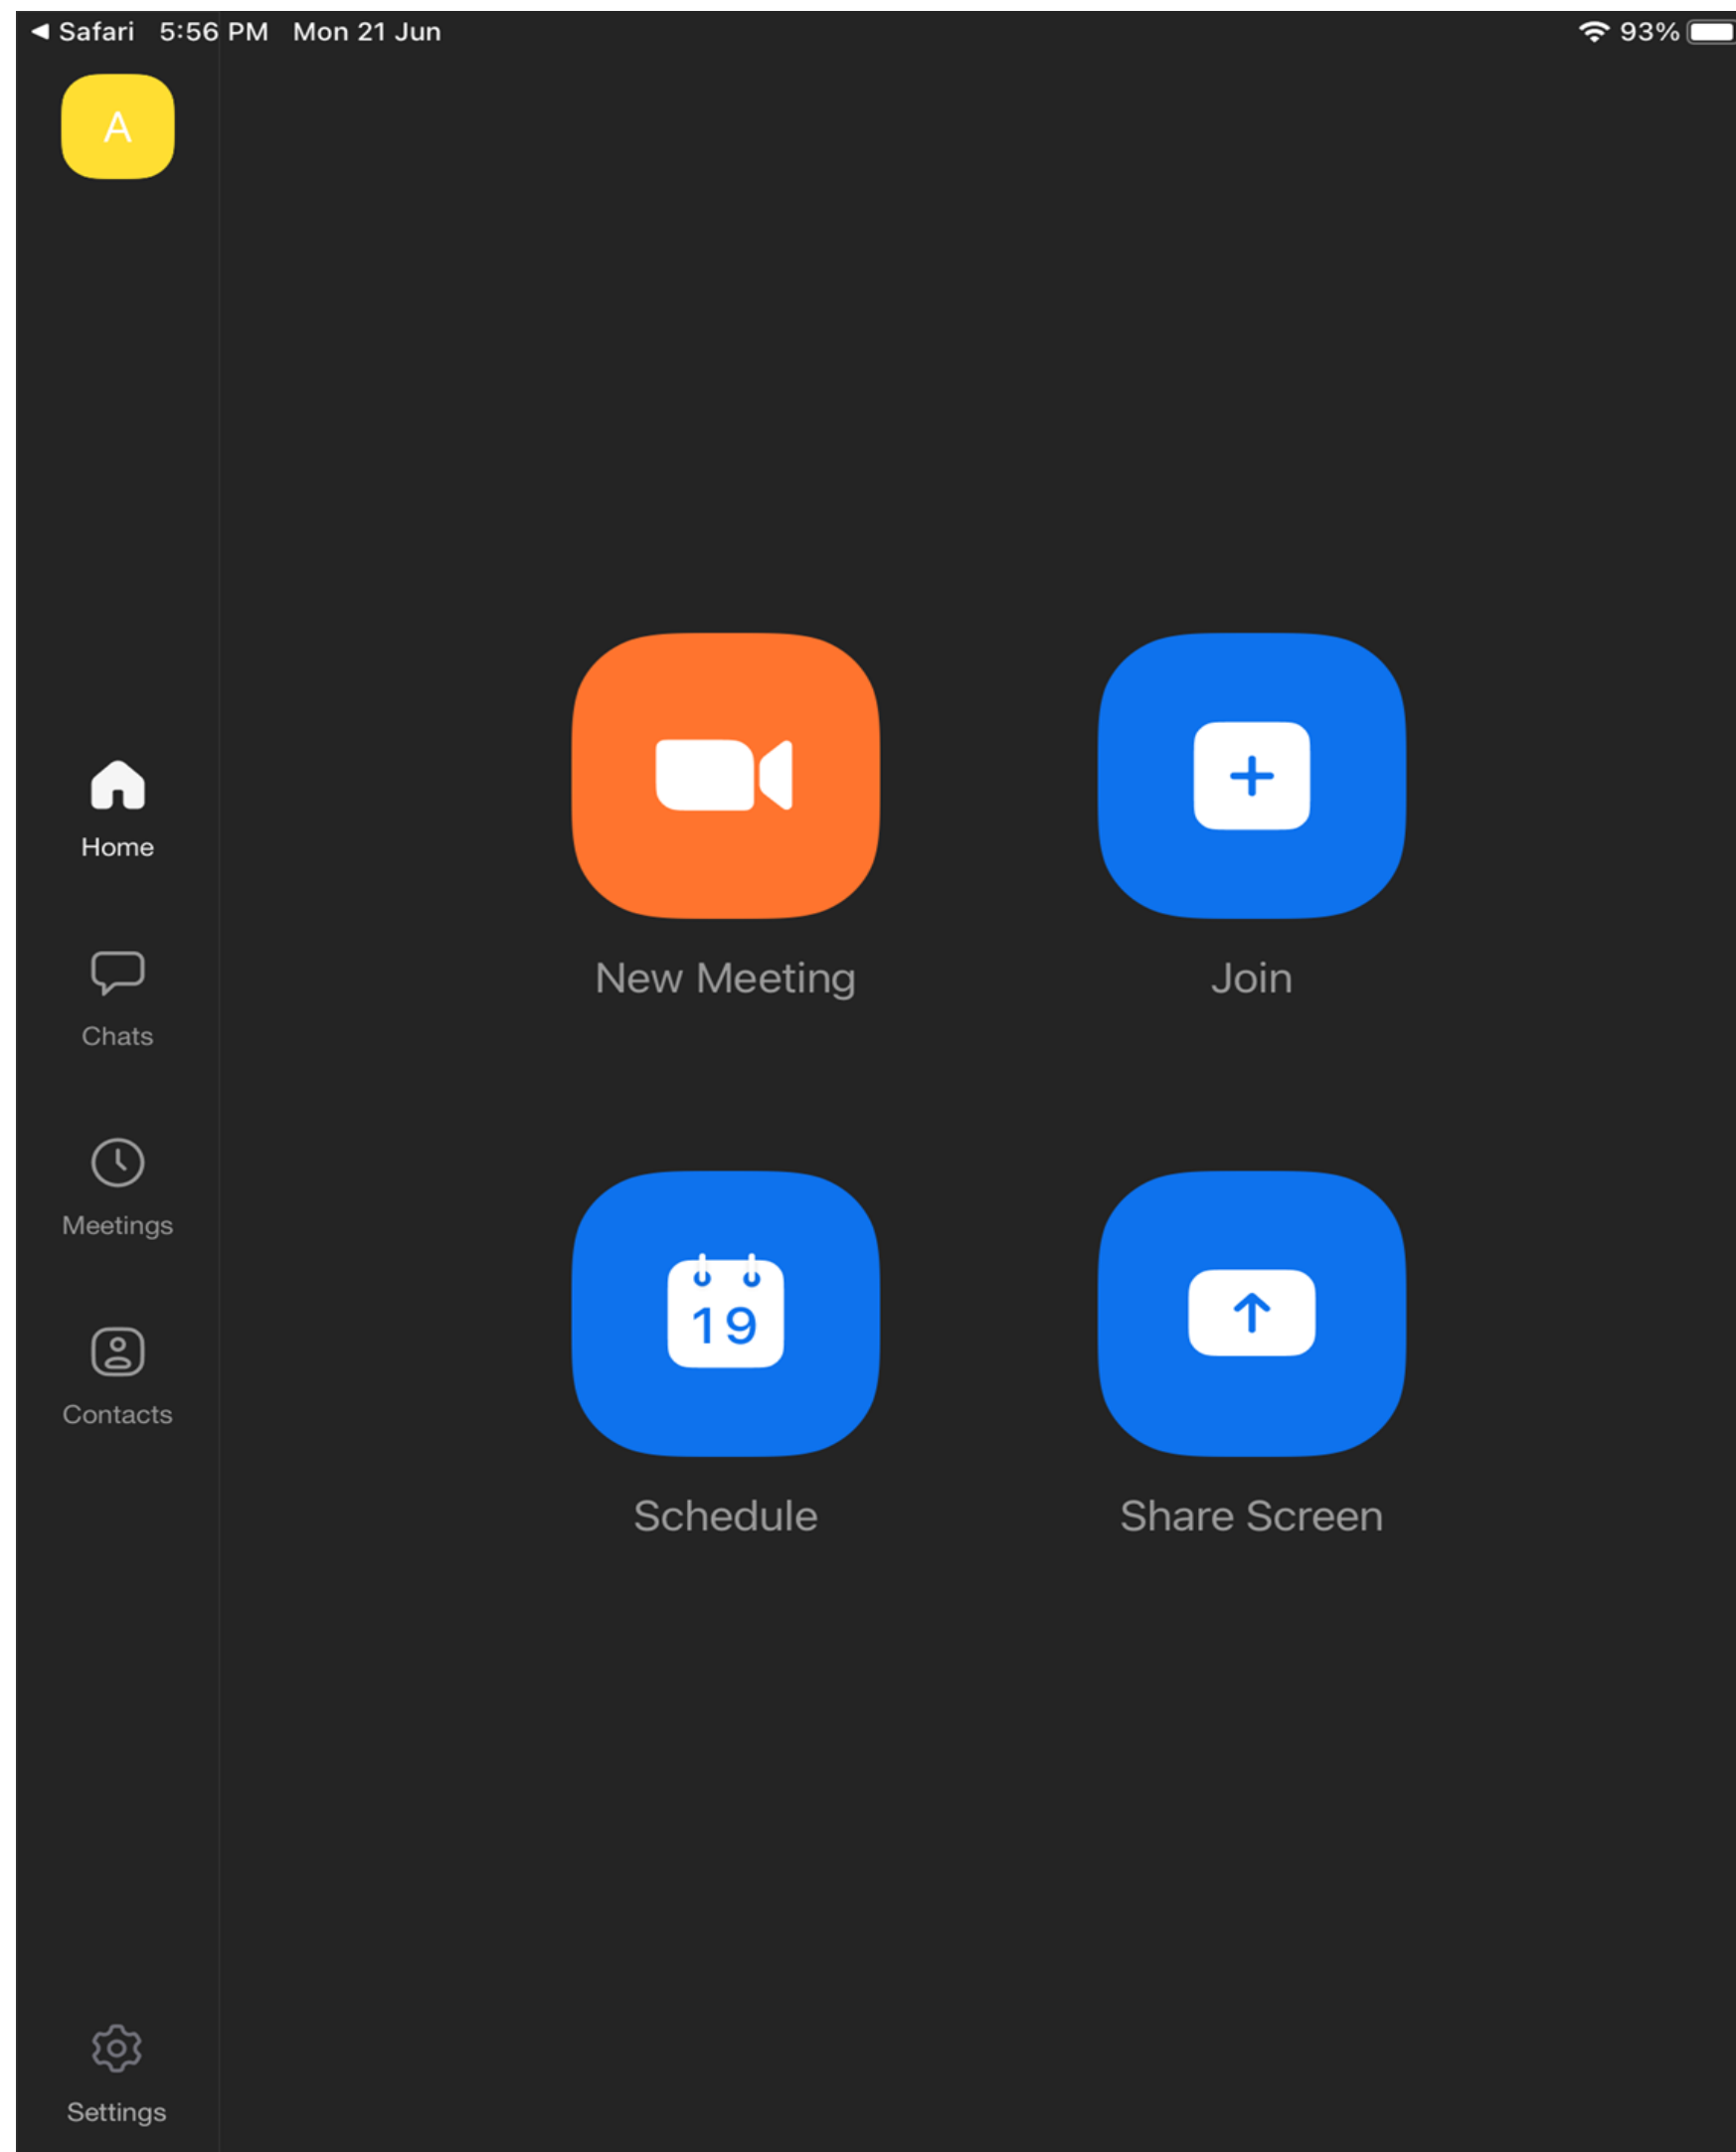 Safari 5:56 PM Mon 21 Jun 93%
A
Home
Chats
Meetings
Contacts
Settings
New Meeting
Join
19
Schedule
Share Screen